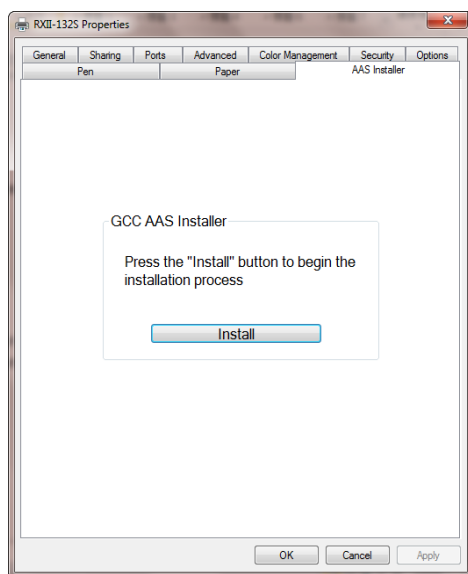 RXII-132S Properties
General Sharing Ports Advanced Color Management Security Options
Pen Paper AAS Installer
GCC AAS Installer
Press the "Install" button to begin the
installation process
Install
OK Cancel Apply